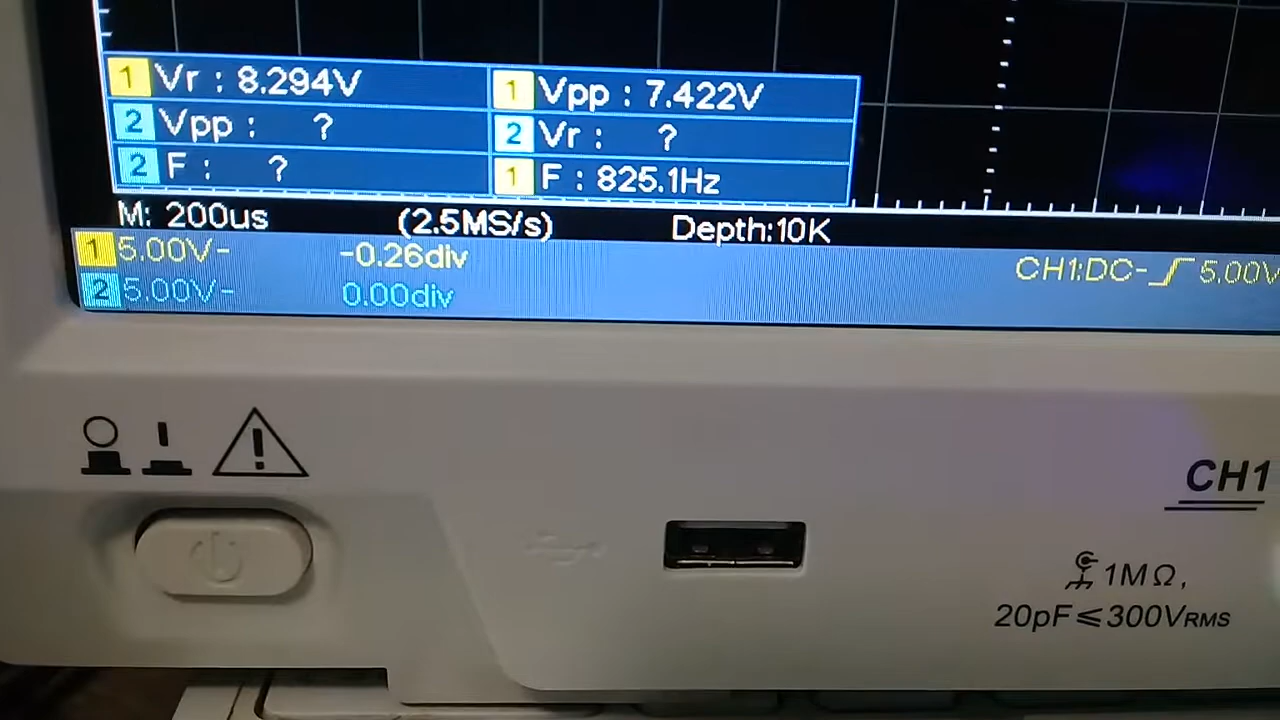 1 Vr : 8.294V 1 Vpp : 7.422V
2 Vpp : ? 2 Vr : ?
2 F : ? 1 F : 825.1Hz
M: 200us (2.5MS/s) Depth:10K
1 5.00V- -0.26div CH1:DC- 5.00V
2 5.00V- 0.00div
CH1
1MΩ,
20pF≤300VRMS